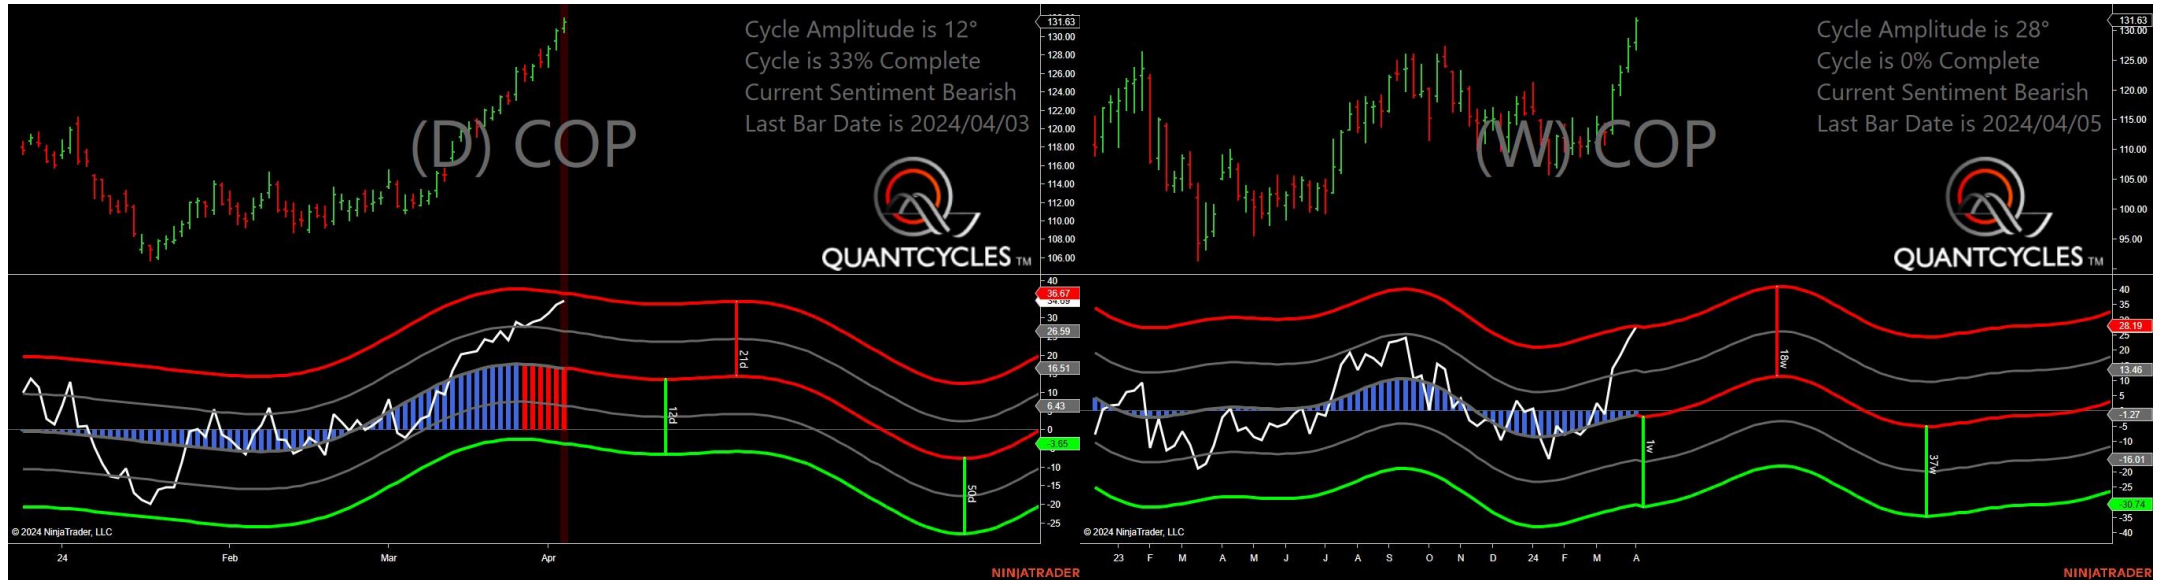 Cycle Amplitude is 12°
Cycle is 33% Complete
Current Sentiment Bearish
Last Bar Date is 2024/04/03
(D) COP
QUANTCYCLES TM
131.63
130.00
128.00
126.00
124.00
122.00
120.00
118.00
116.00
114.00
112.00
110.00
108.00
106.00
40
36.67
34.69
30
26.59
20
16.51
10
6.43
0
-3.65
-10
-15
-20
-25
21d
12d
50d
© 2024 NinjaTrader, LLC
24 Feb Mar Apr
NINJATRADER
Cycle Amplitude is 28°
Cycle is 0% Complete
Current Sentiment Bearish
Last Bar Date is 2024/04/05
(W) COP
QUANTCYCLES TM
131.63
130.00
125.00
120.00
115.00
110.00
105.00
100.00
95.00
40
35
28.19
25
20
13.46
10
5
-1.27
-5
-10
-16.01
-20
-25
-30.74
-35
-40
18w
1w
37w
© 2024 NinjaTrader, LLC
23 F M A M J J A S O N D 24 F M A
NINJATRADER